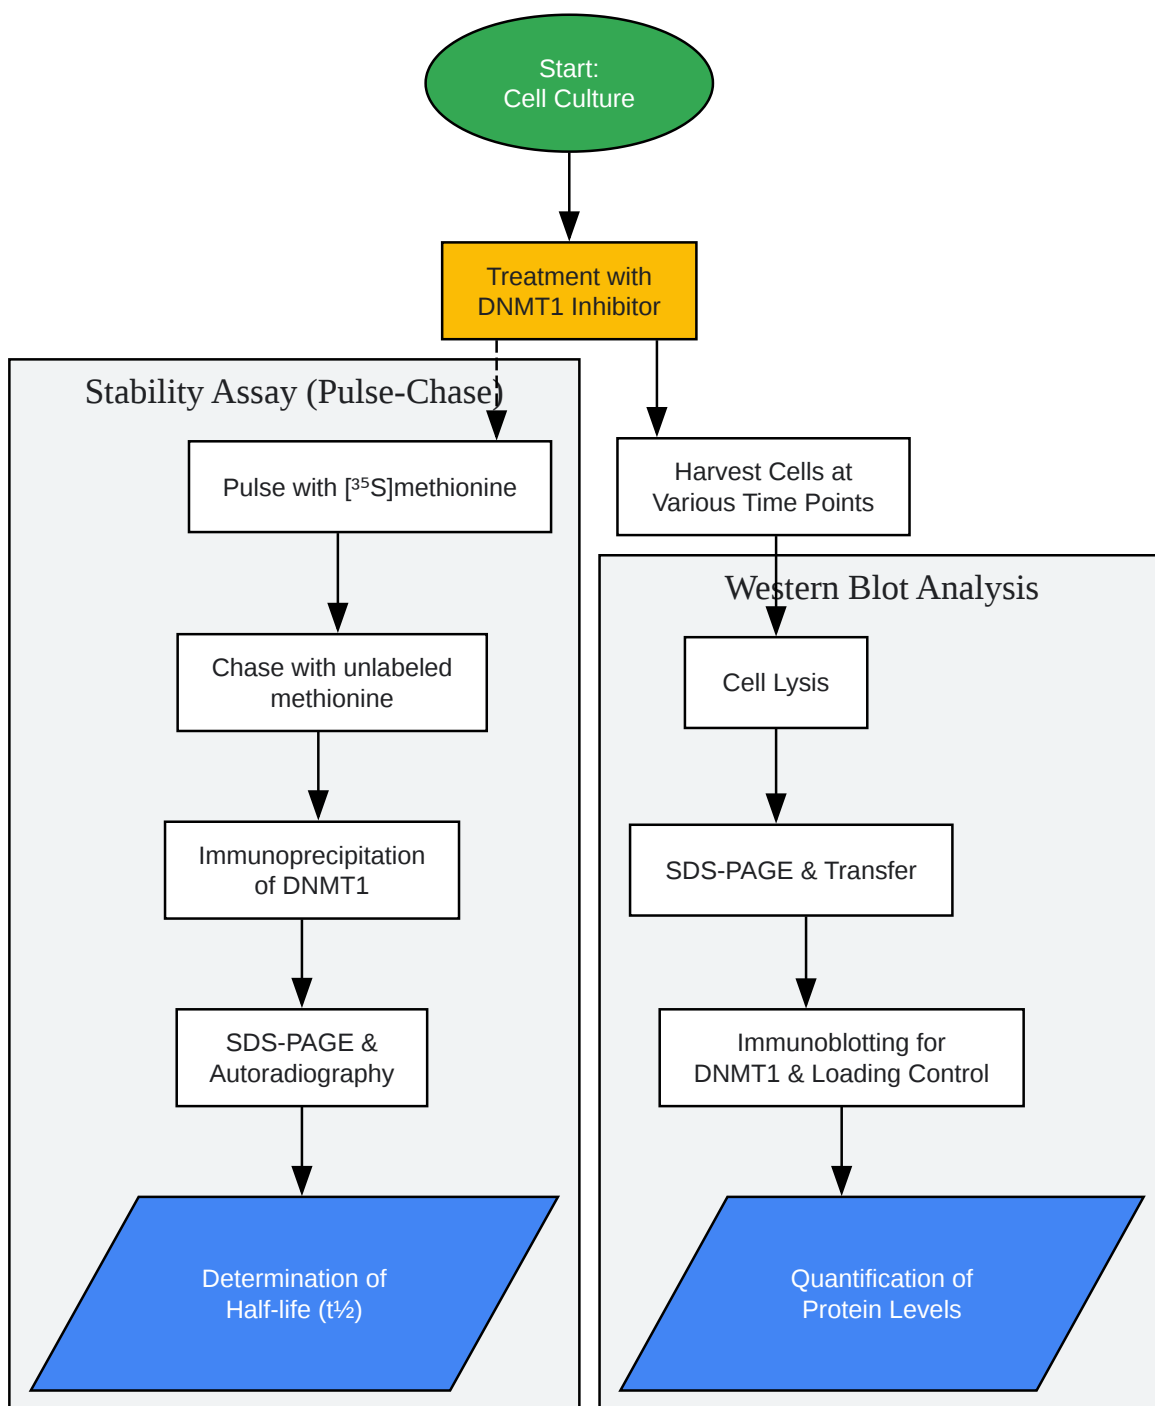 Start:
Cell Culture
Treatment with
DNMT1 Inhibitor
Stability Assay (Pulse-Chase)
Pulse with [³⁵S]methionine
Chase with unlabeled
methionine
Immunoprecipitation
of DNMT1
SDS-PAGE &
Autoradiography
Determination of
Half-life (t½)
Harvest Cells at
Various Time Points
Western Blot Analysis
Cell Lysis
SDS-PAGE & Transfer
Immunoblotting for
DNMT1 & Loading Control
Quantification of
Protein Levels